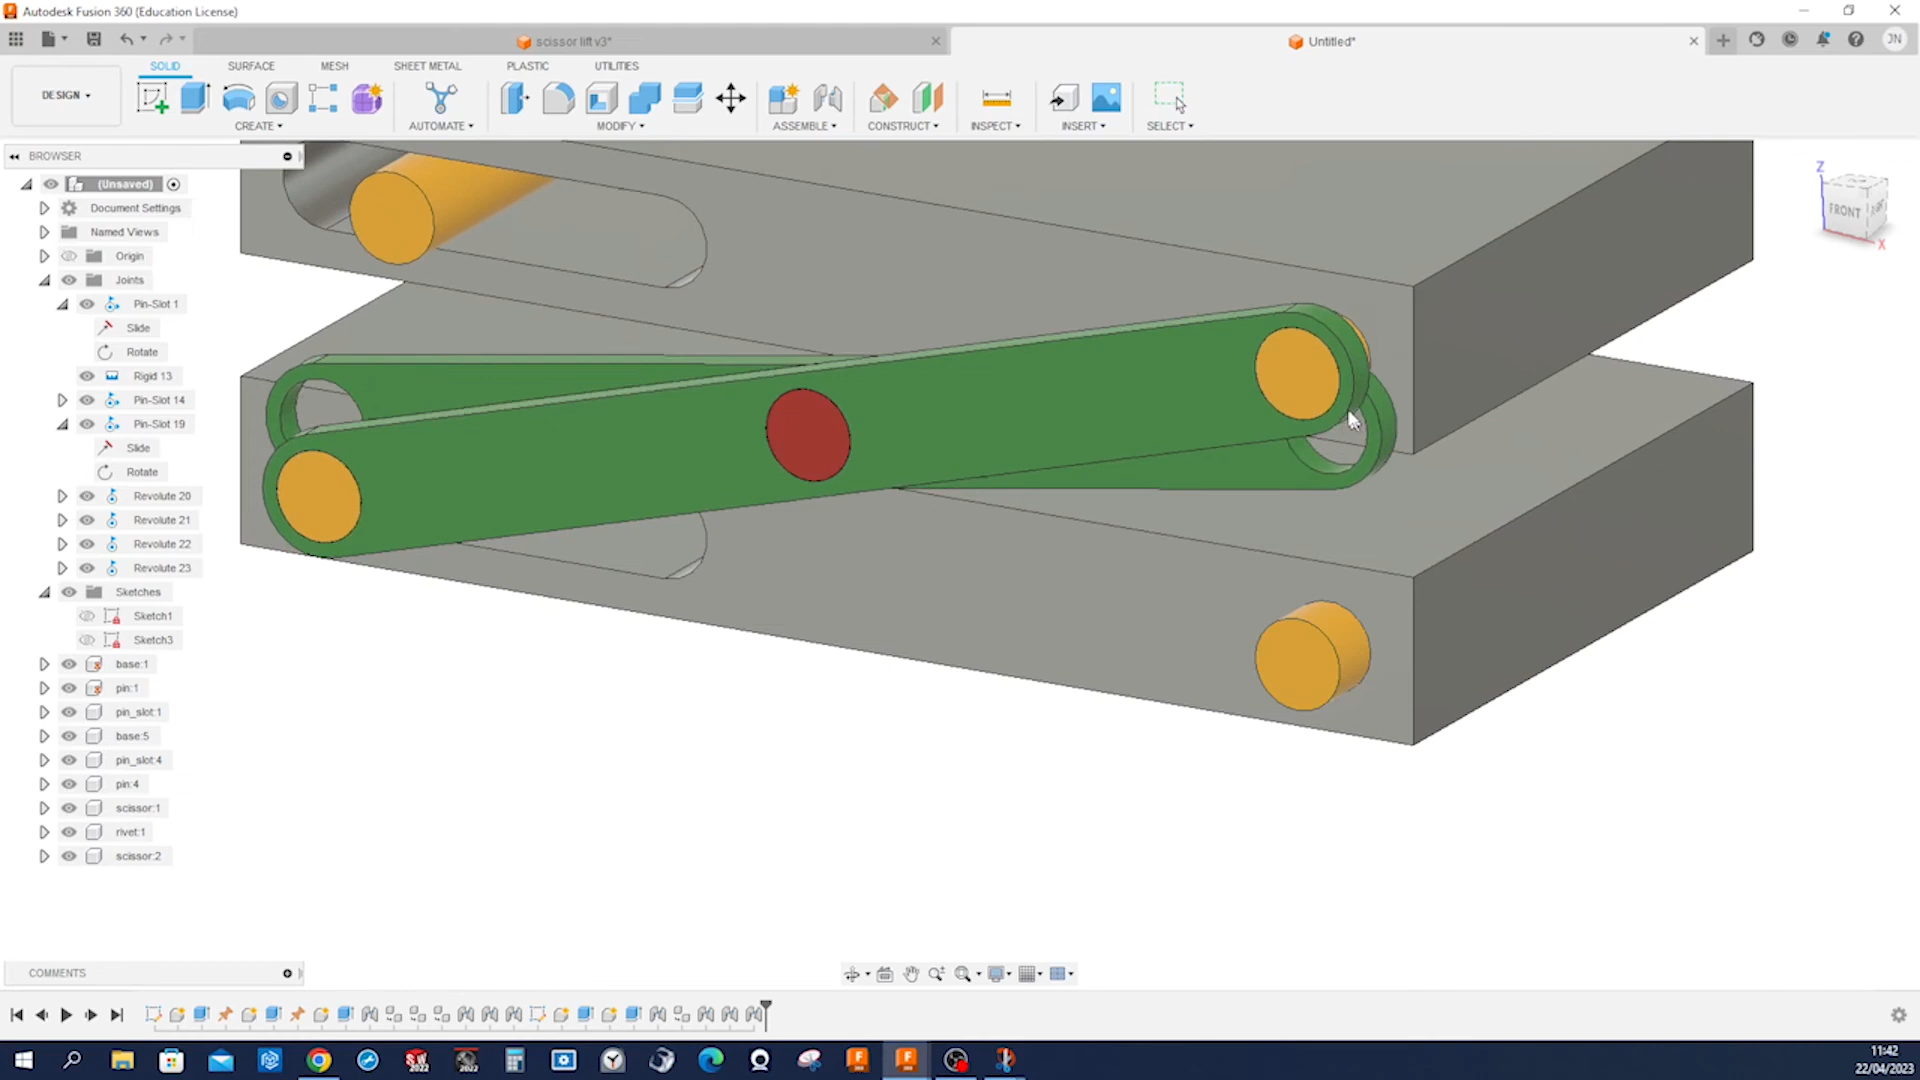 Autodesk Fusion 360 (Education License)
scissor lift v3*
Untitled*
JN
DESIGN
SOLID
SURFACE
MESH
SHEET METAL
PLASTIC
UTILITIES
CREATE
AUTOMATE
MODIFY
ASSEMBLE
CONSTRUCT
INSPECT
INSERT
SELECT
BROWSER
(Unsaved)
Document Settings
Named Views
Origin
Joints
Pin-Slot 1
Slide
Rotate
Rigid 13
Pin-Slot 14
Pin-Slot 19
Slide
Rotate
Revolute 20
Revolute 21
Revolute 22
Revolute 23
Sketches
Sketch1
Sketch3
base:1
pin:1
pin_slot:1
base:5
pin_slot:4
pin:4
scissor:1
rivet:1
scissor:2
Z
FRONT
X
COMMENTS
11:42
22/04/2023